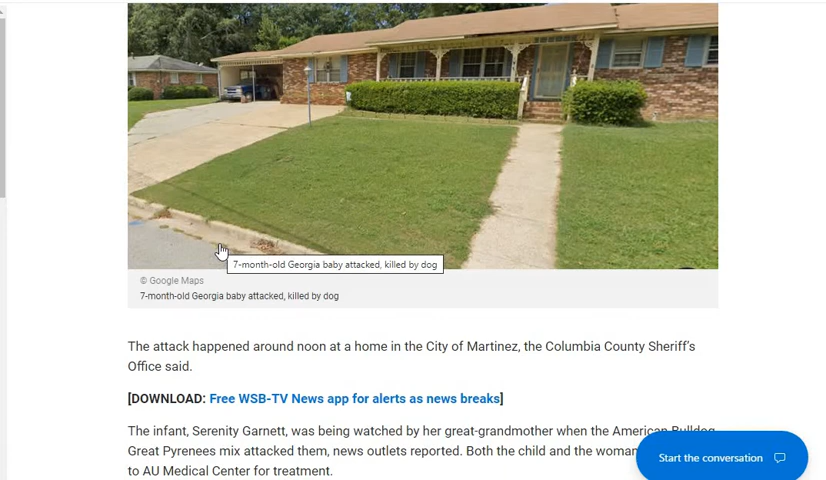 7-month-old Georgia baby attacked, killed by dog
© Google Maps
7-month-old Georgia baby attacked, killed by dog
The attack happened around noon at a home in the City of Martinez, the Columbia County Sheriff's
Office said.
[DOWNLOAD: Free WSB-TV News app for alerts as news breaks]
The infant, Serenity Garnett, was being watched by her great-grandmother when the American Bulldog
Great Pyrenees mix attacked them, news outlets reported. Both the child and the woman
Start the conversation
to AU Medical Center for treatment.